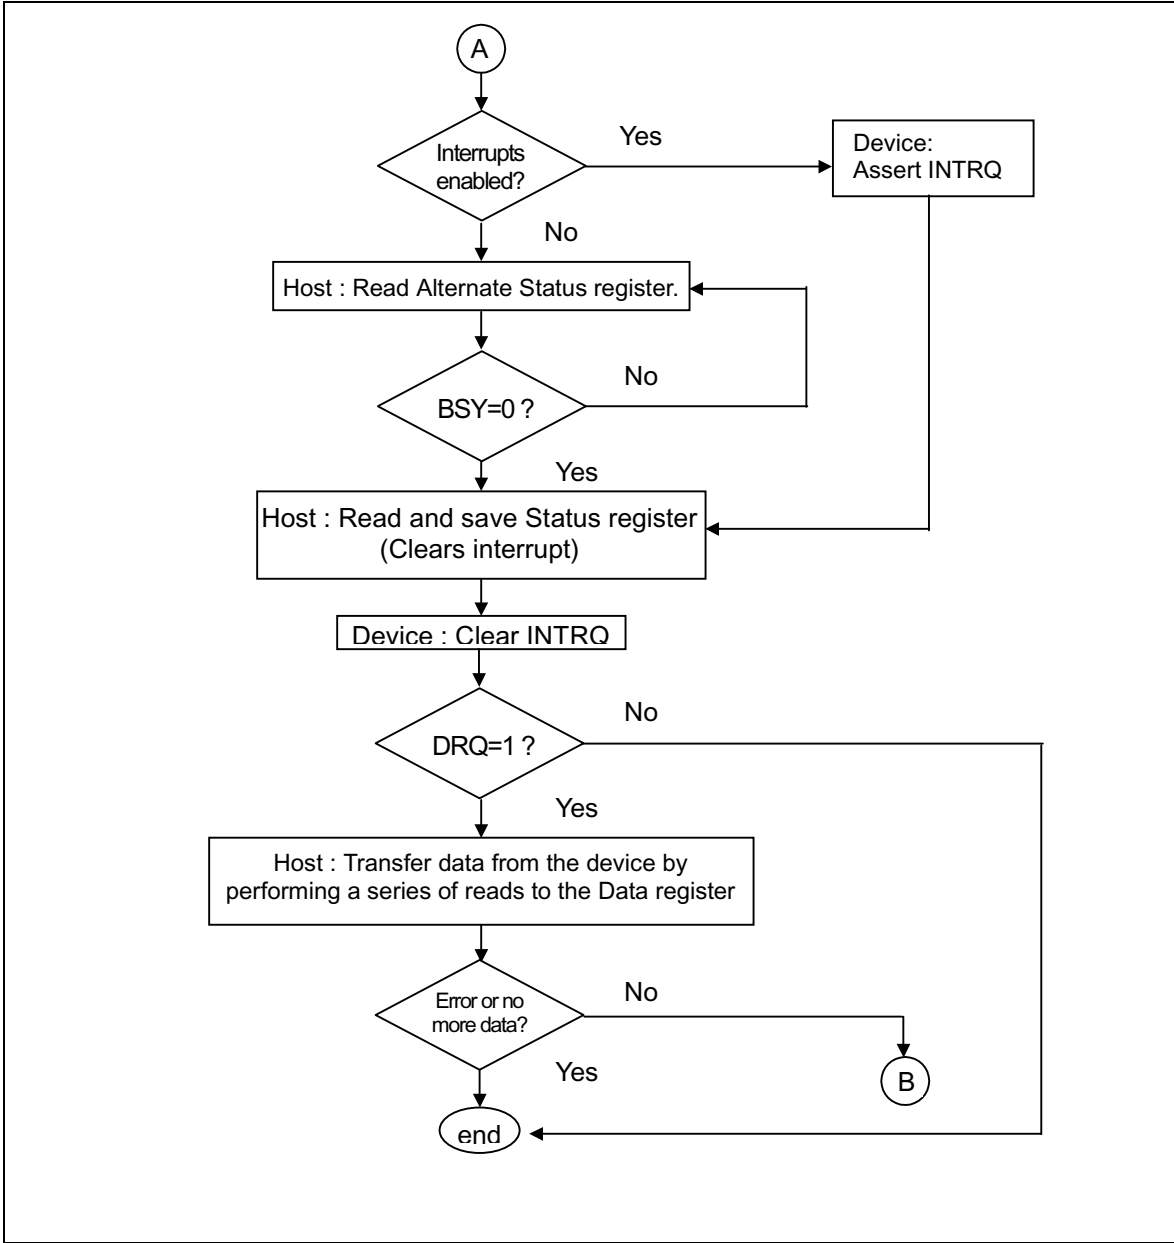 A
Interrupts
enabled?
Yes
Device:
Assert INTRQ
No
Host : Read Alternate Status register.
BSY=0 ?
No
Yes
Host : Read and save Status register
(Clears interrupt)
Device : Clear INTRQ
DRQ=1 ?
No
Yes
Host : Transfer data from the device by
performing a series of reads to the Data register
Error or no
more data?
No
Yes
B
end